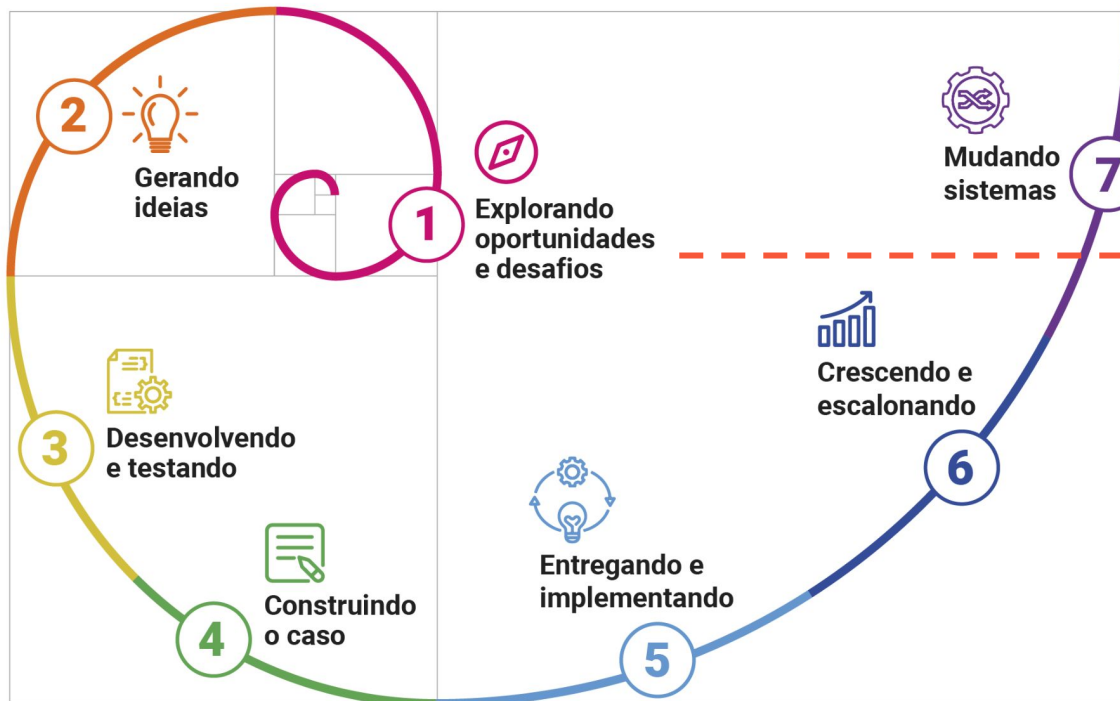 1
Explorando
oportunidades
e desafios
2
Gerando
ideias
3
Desenvolvendo
e testando
4
Construindo
o caso
5
Entregando e
implementando
6
Crescendo e
escalonando
7
Mudando
sistemas